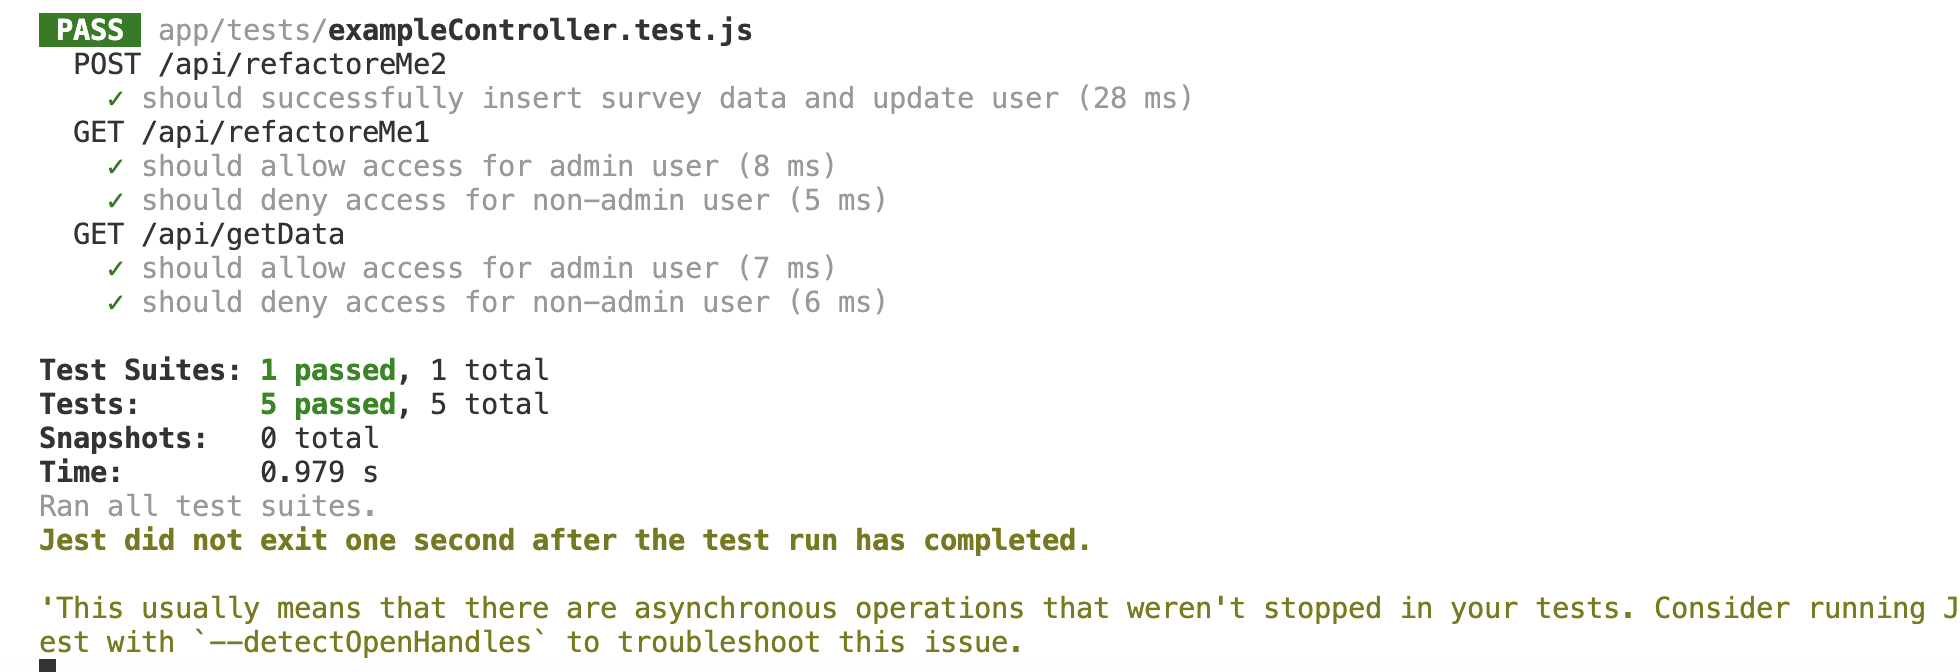 PASS app/tests/exampleController.test.js
POST /api/refactoreMe2
✓ should successfully insert survey data and update user (28 ms)
GET /api/refactoreMe1
✓ should allow access for admin user (8 ms)
✓ should deny access for non-admin user (5 ms)
GET /api/getData
✓ should allow access for admin user (7 ms)
✓ should deny access for non-admin user (6 ms)
Test Suites: 1 passed, 1 total
Tests: 5 passed, 5 total
Snapshots: 0 total
Time: 0.979 s
Ran all test suites.
Jest did not exit one second after the test run has completed.
'This usually means that there are asynchronous operations that weren't stopped in your tests. Consider running J
est with `--detectOpenHandles` to troubleshoot this issue.